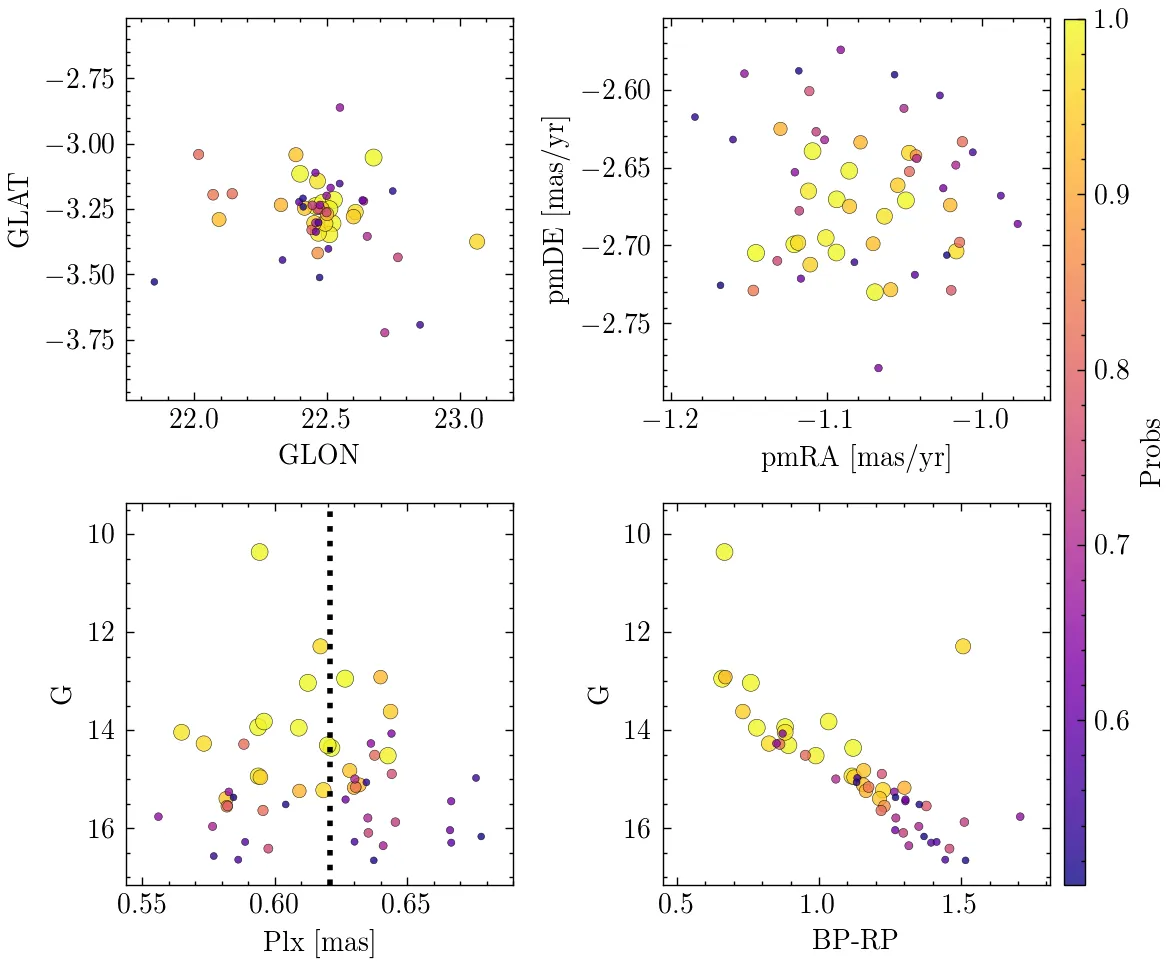 −2.75
−3.00
−3.25
−3.50
−3.75
GLAT
22.0 22.5 23.0
GLON
−2.60
−2.65
−2.70
−2.75
pmDE [mas/yr]
−1.2 −1.1 −1.0
pmRA [mas/yr]
10
12
14
16
G
0.55 0.60 0.65
Plx [mas]
10
12
14
16
G
0.5 1.0 1.5
BP-RP
1.0
0.9
0.8
0.7
0.6
Probs